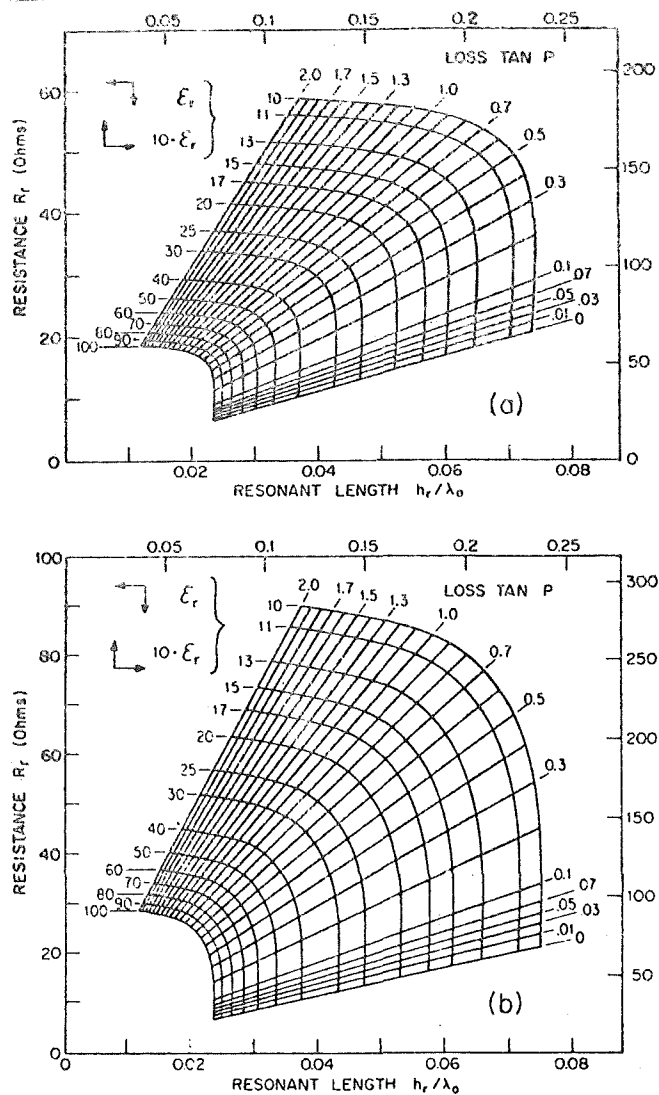 0.05 0.1 0.15 0.2 0.25
LOSS TAN P
2.0 1.7 1.5 1.3 1.0 0.7 0.5 0.3 0.1 .07 .05 .03 .01 0
ℰr
10·ℰr
10
11
13
15
17
20
25
30
40
50
60
70
80
90
100
RESISTANCE Rr (Ohms)
60
40
20
0
200
150
100
50
0
(a)
0 0.02 0.04 0.06 0.08
RESONANT LENGTH hr/λo
0.05 0.1 0.15 0.2 0.25
LOSS TAN P
2.0 1.7 1.5 1.3 1.0 0.7 0.5 0.3 0.1 .07 .05 .03 .01 0
ℰr
10·ℰr
10
11
13
15
17
20
25
30
40
50
60
70
80
90
100
RESISTANCE Rr (Ohms)
100
80
60
40
20
0
300
250
200
150
100
50
(b)
0 0.02 0.04 0.06 0.08
RESONANT LENGTH hr/λo